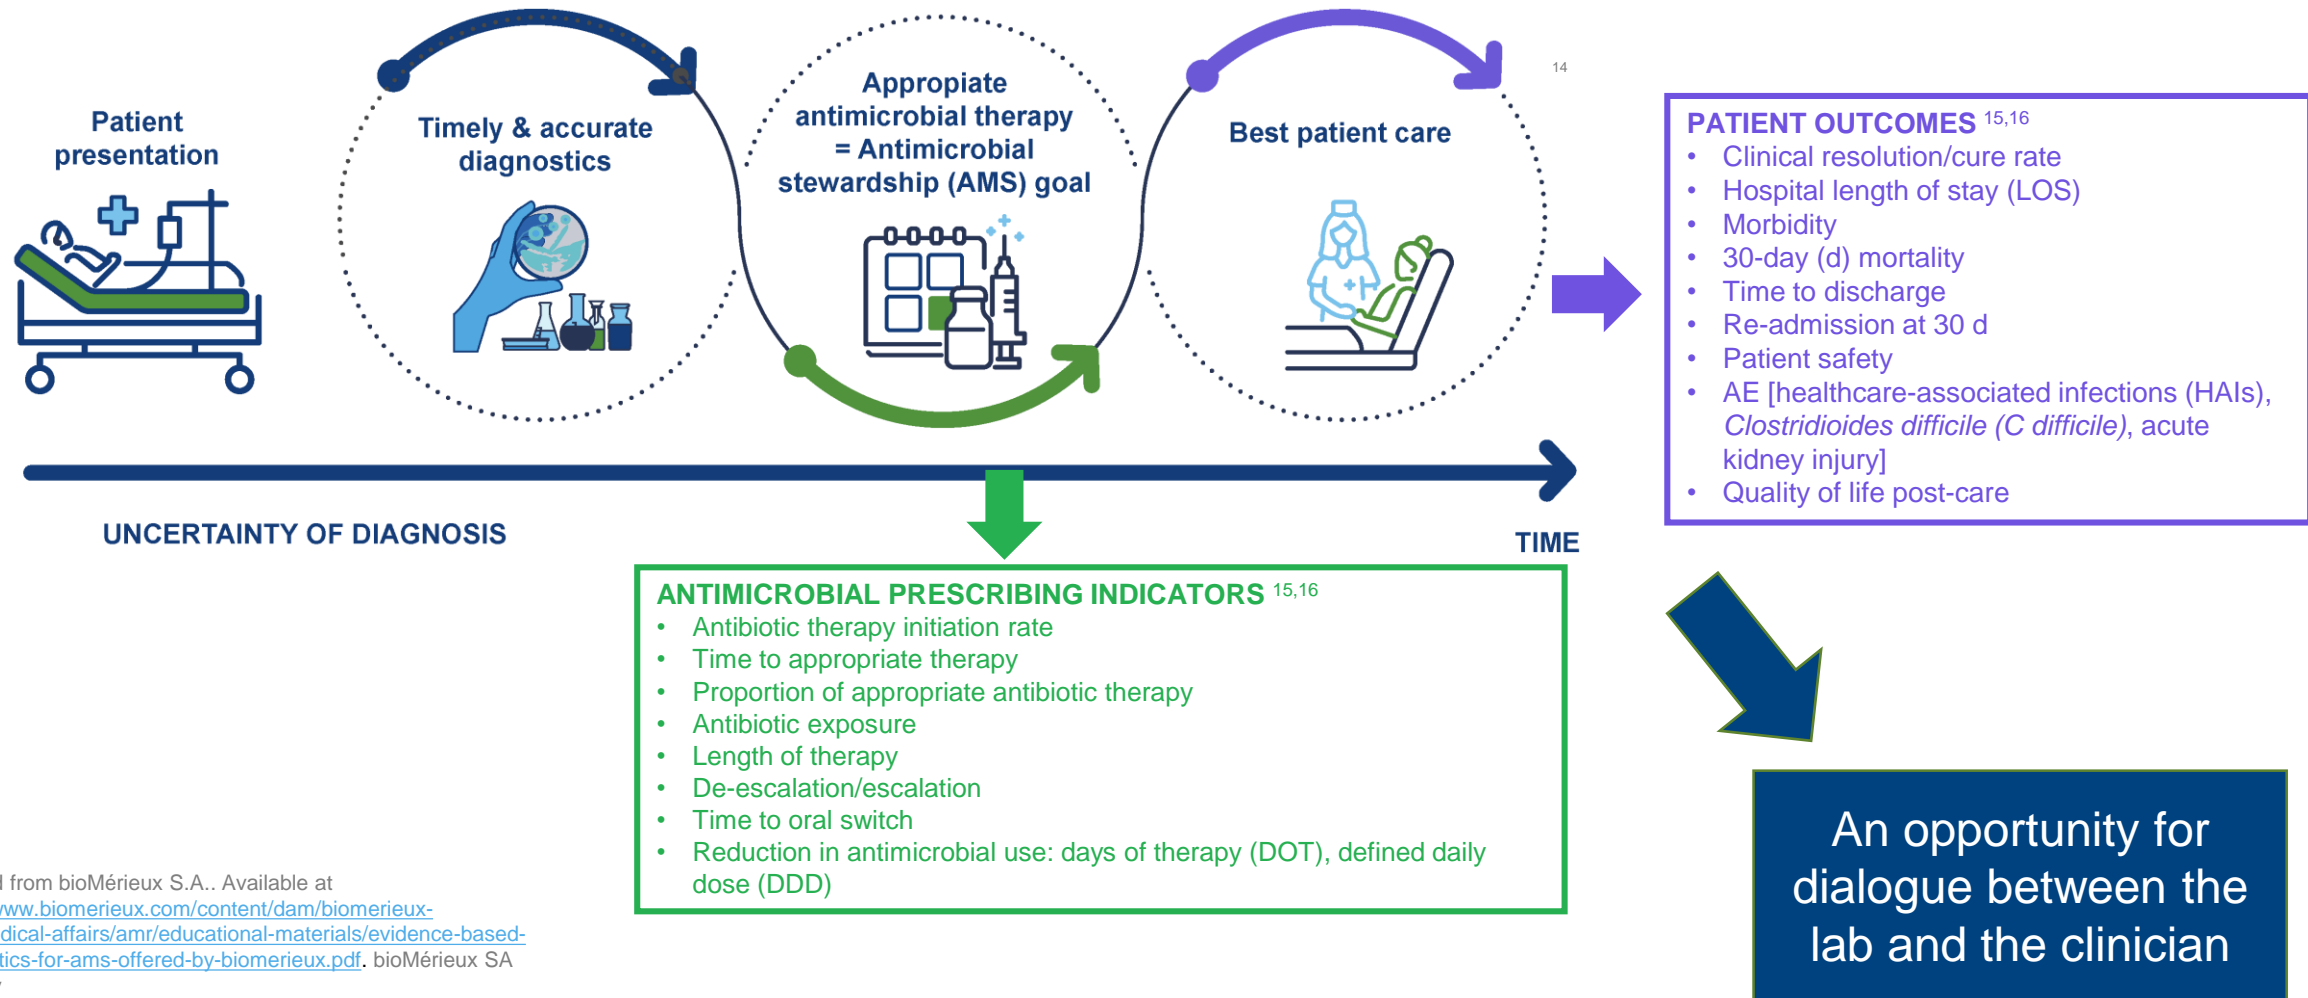 Patient
presentation
Timely & accurate
diagnostics
Appropiate
antimicrobial therapy
= Antimicrobial
stewardship (AMS) goal
Best patient care
14
UNCERTAINTY OF DIAGNOSIS
TIME
PATIENT OUTCOMES 15,16
• Clinical resolution/cure rate
• Hospital length of stay (LOS)
• Morbidity
• 30-day (d) mortality
• Time to discharge
• Re-admission at 30 d
• Patient safety
• AE [healthcare-associated infections (HAIs),
Clostridioides difficile (C difficile), acute
kidney injury]
• Quality of life post-care
ANTIMICROBIAL PRESCRIBING INDICATORS 15,16
• Antibiotic therapy initiation rate
• Time to appropriate therapy
• Proportion of appropriate antibiotic therapy
• Antibiotic exposure
• Length of therapy
• De-escalation/escalation
• Time to oral switch
• Reduction in antimicrobial use: days of therapy (DOT), defined daily
dose (DDD)
An opportunity for
dialogue between the
lab and the clinician
from bioMérieux S.A.. Available at
www.biomerieux.com/content/dam/biomerieux-
dical-affairs/amr/educational-materials/evidence-based-
tics-for-ams-offered-by-biomerieux.pdf. bioMérieux SA